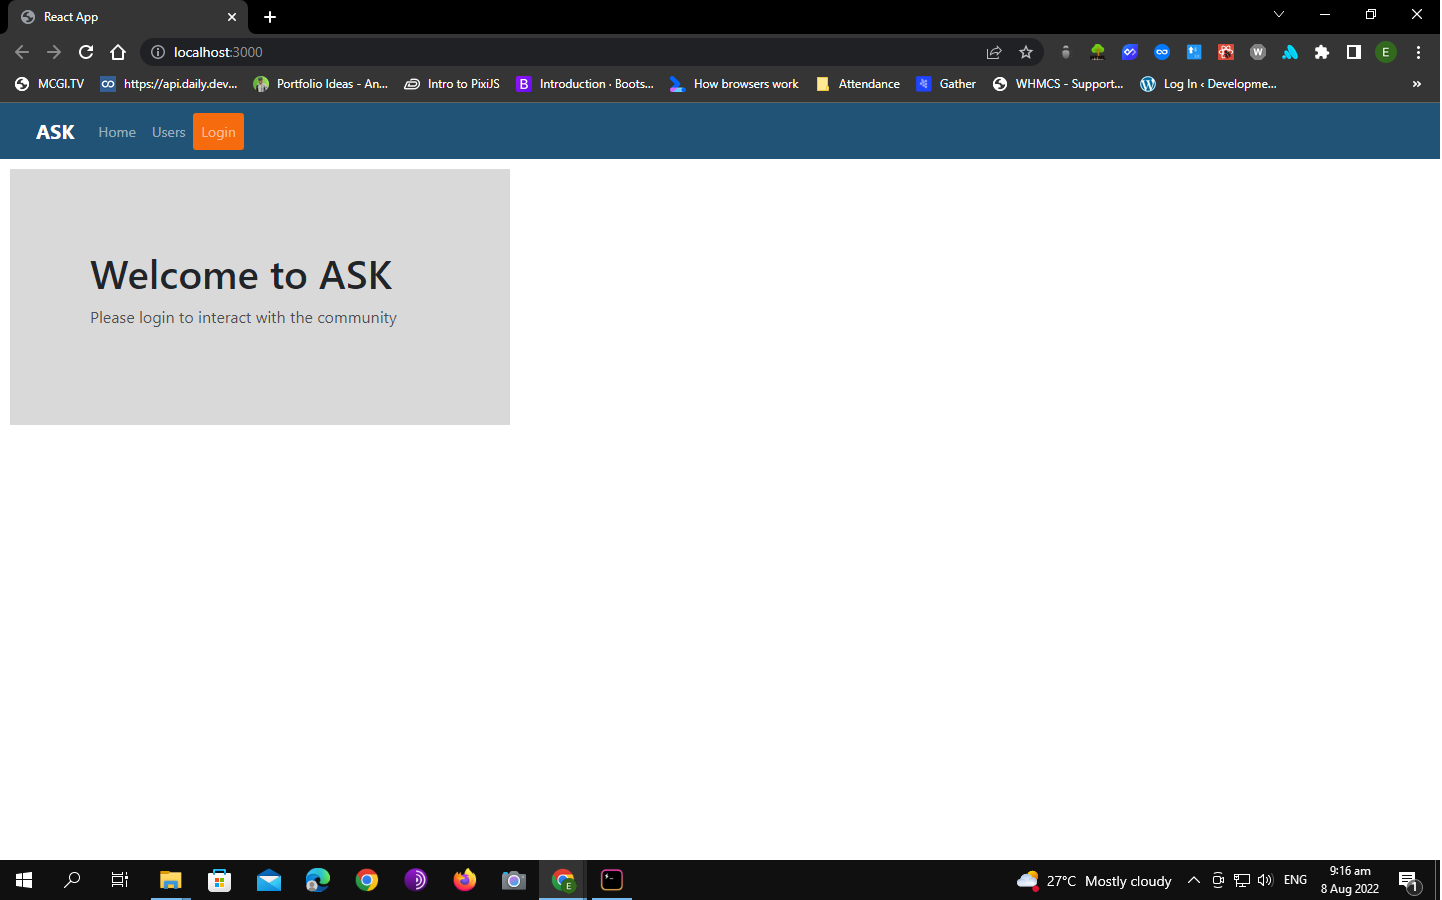 React App
localhost:3000
E
MCGI.TV
https://api.daily.dev...
Portfolio Ideas - An...
Intro to PixiJS
B
Introduction · Boots...
How browsers work
Attendance
Gather
WHMCS - Support...
Log In ‹ Developme...
»
ASK Home Users Login
Welcome to ASK
Please login to interact with the community
E
27°C Mostly cloudy
ENG
9:16 am
8 Aug 2022
1